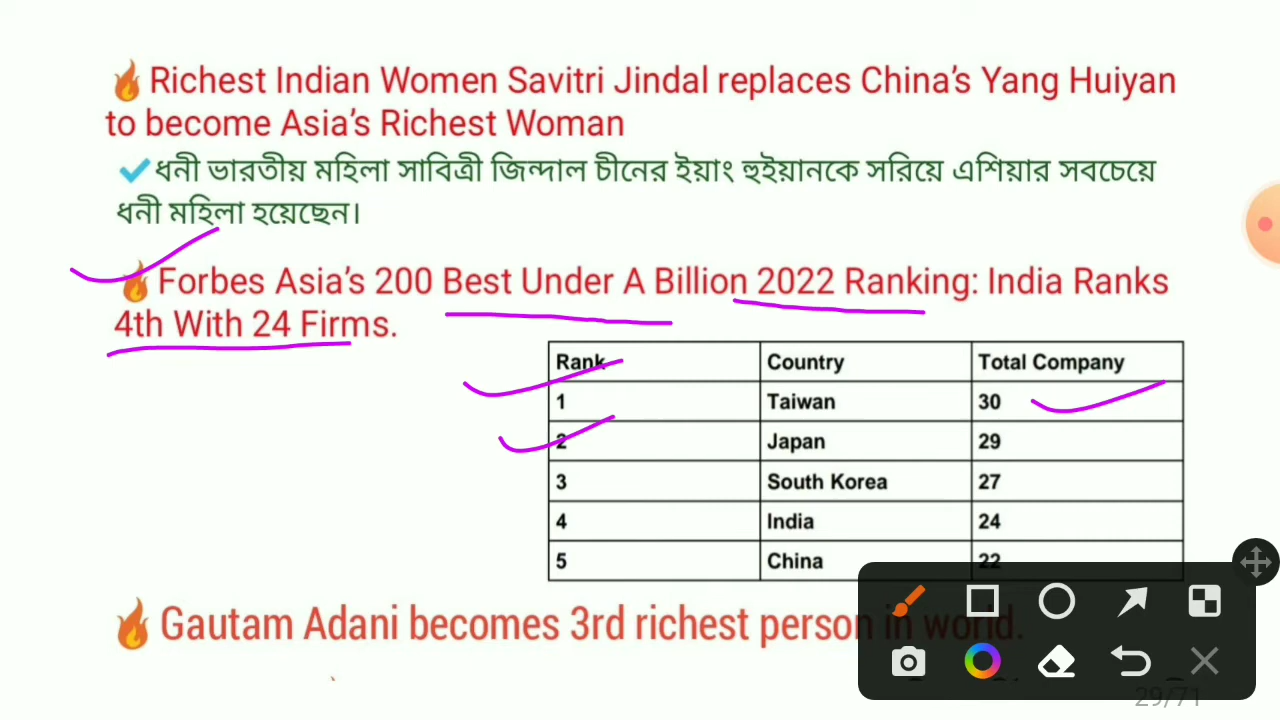 🔥Richest Indian Women Savitri Jindal replaces China's Yang Huiyan
to become Asia's Richest Woman
✔ধনী ভারতীয় মহিলা সাবিত্রী জিন্দাল চীনের ইয়াং হুইয়ানকে সরিয়ে এশিয়ার সবচেয়ে
ধনী মহিলা হয়েছেন।
🔥Forbes Asia's 200 Best Under A Billion 2022 Ranking: India Ranks
4th With 24 Firms.
Rank Country Total Company
1 Taiwan 30
2 Japan 29
3 South Korea 27
4 India 24
5 China 22
🔥Gautam Adani becomes 3rd richest person in world.
29/71